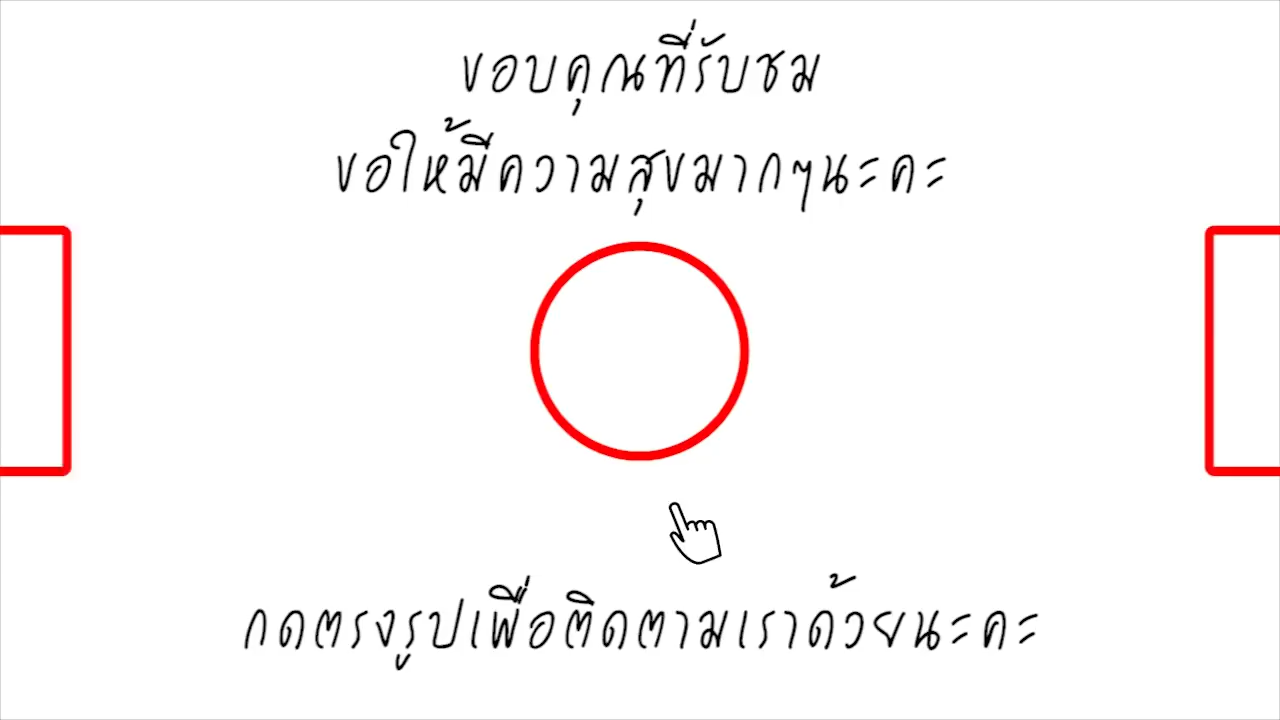 ขอบคุณที่รับชม
ขอให้มีความสุขมากๆนะคะ
กดตรงรูปเพื่อติดตามเราด้วยนะคะ